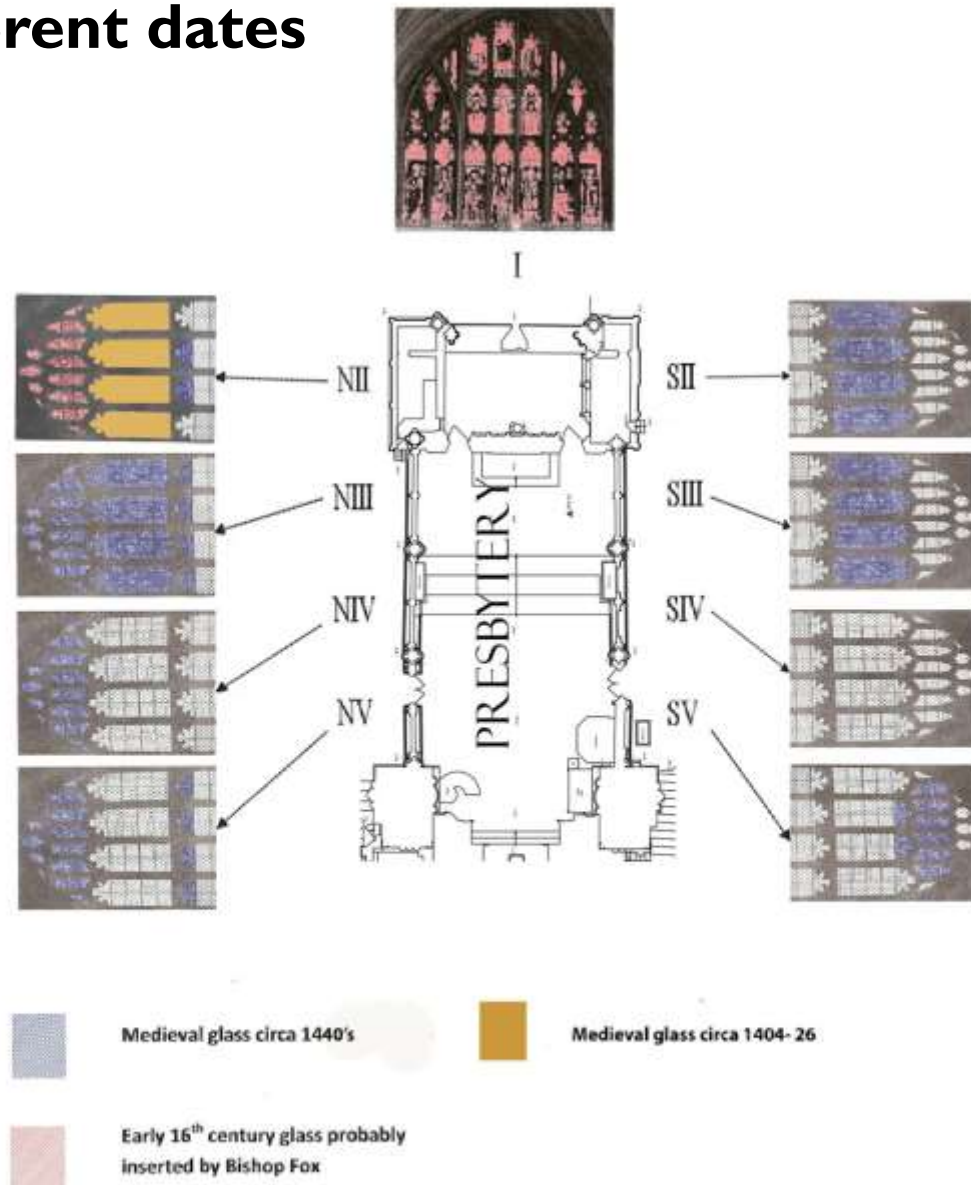 rent dates
I
NII
SII
NIII
SIII
NIV
SIV
NV
SV
PRESBYTERY
Medieval glass circa 1440's
Medieval glass circa 1404- 26
Early 16th century glass probably
inserted by Bishop Fox